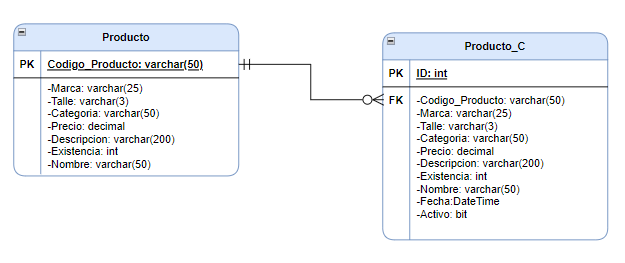 Producto
PK Codigo_Producto: varchar(50)
-Marca: varchar(25)
-Talle: varchar(3)
-Categoria: varchar(50)
-Precio: decimal
-Descripcion: varchar(200)
-Existencia: int
-Nombre: varchar(50)
Producto_C
PK ID: int
FK -Codigo_Producto: varchar(50)
-Marca: varchar(25)
-Talle: varchar(3)
-Categoria: varchar(50)
-Precio: decimal
-Descripcion: varchar(200)
-Existencia: int
-Nombre: varchar(50)
-Fecha:DateTime
-Activo: bit